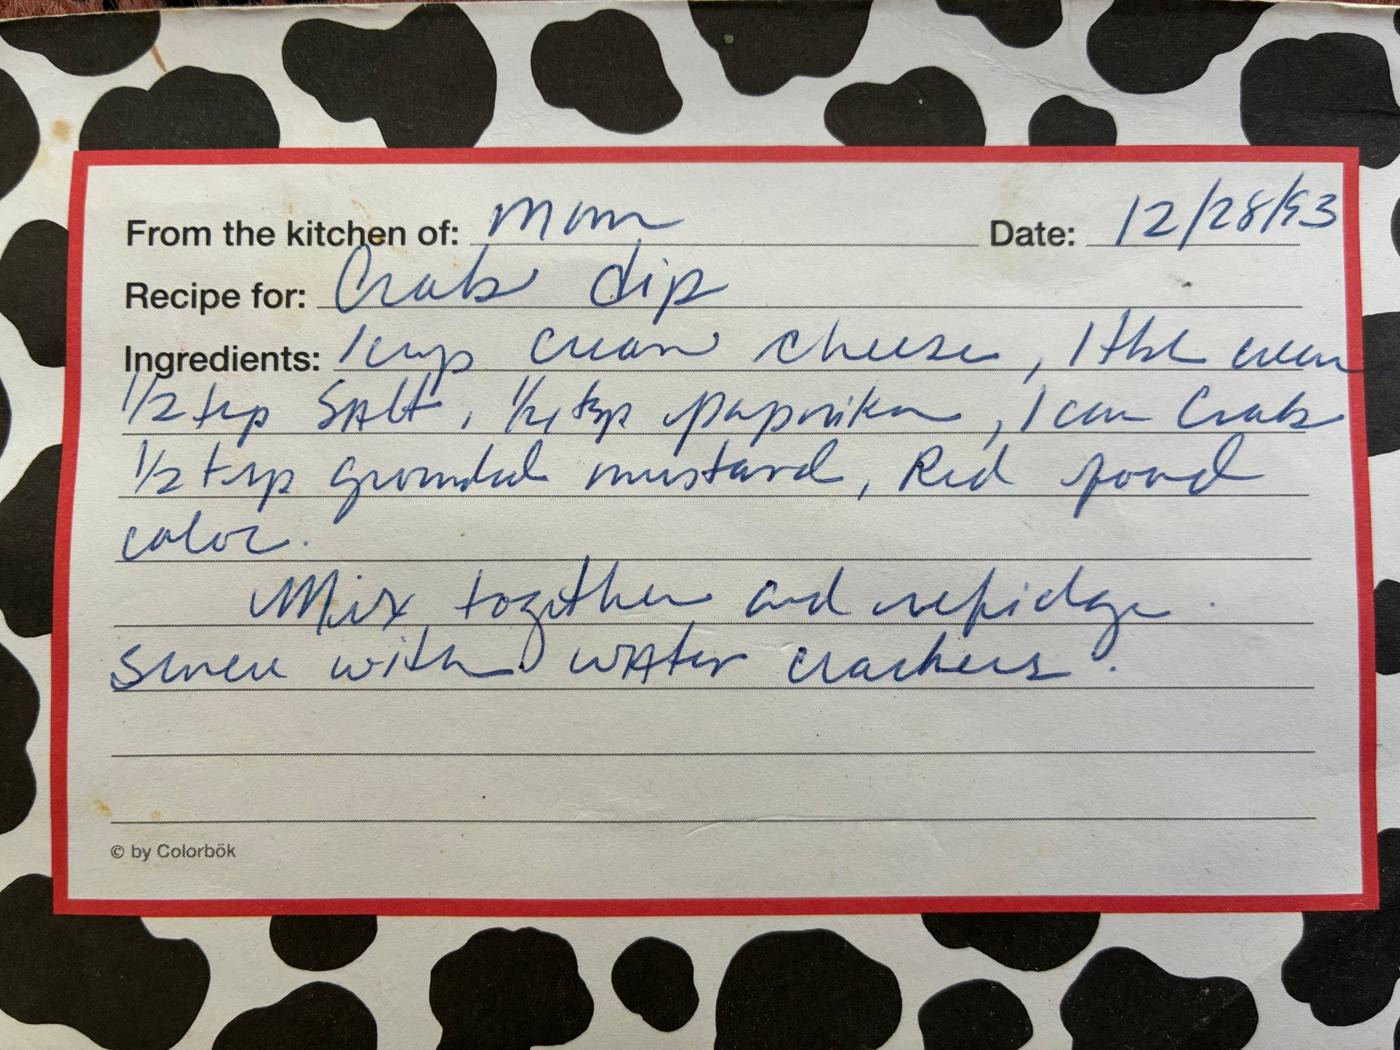 From the kitchen of: Mom Date: 12/28/93
Recipe for: Crab dip
Ingredients: 1 cup cream cheese, 1 tbl cream
1/2 tsp SAlt, 1/4 tsp paprika, 1 can Crab
1/2 tsp grounded mustard, Red food
color.
Mix together and refridge.
Serve with wAter crackers.
© by Colorbök